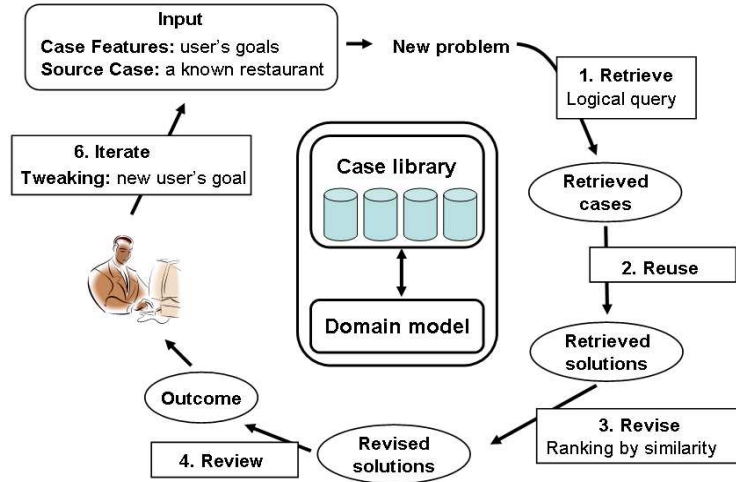 Input
Case Features: user's goals
Source Case: a known restaurant
New problem
1. Retrieve
Logical query
Retrieved
cases
2. Reuse
Retrieved
solutions
3. Revise
Ranking by similarity
Revised
solutions
4. Review
Outcome
6. Iterate
Tweaking: new user's goal
Case library
Domain model